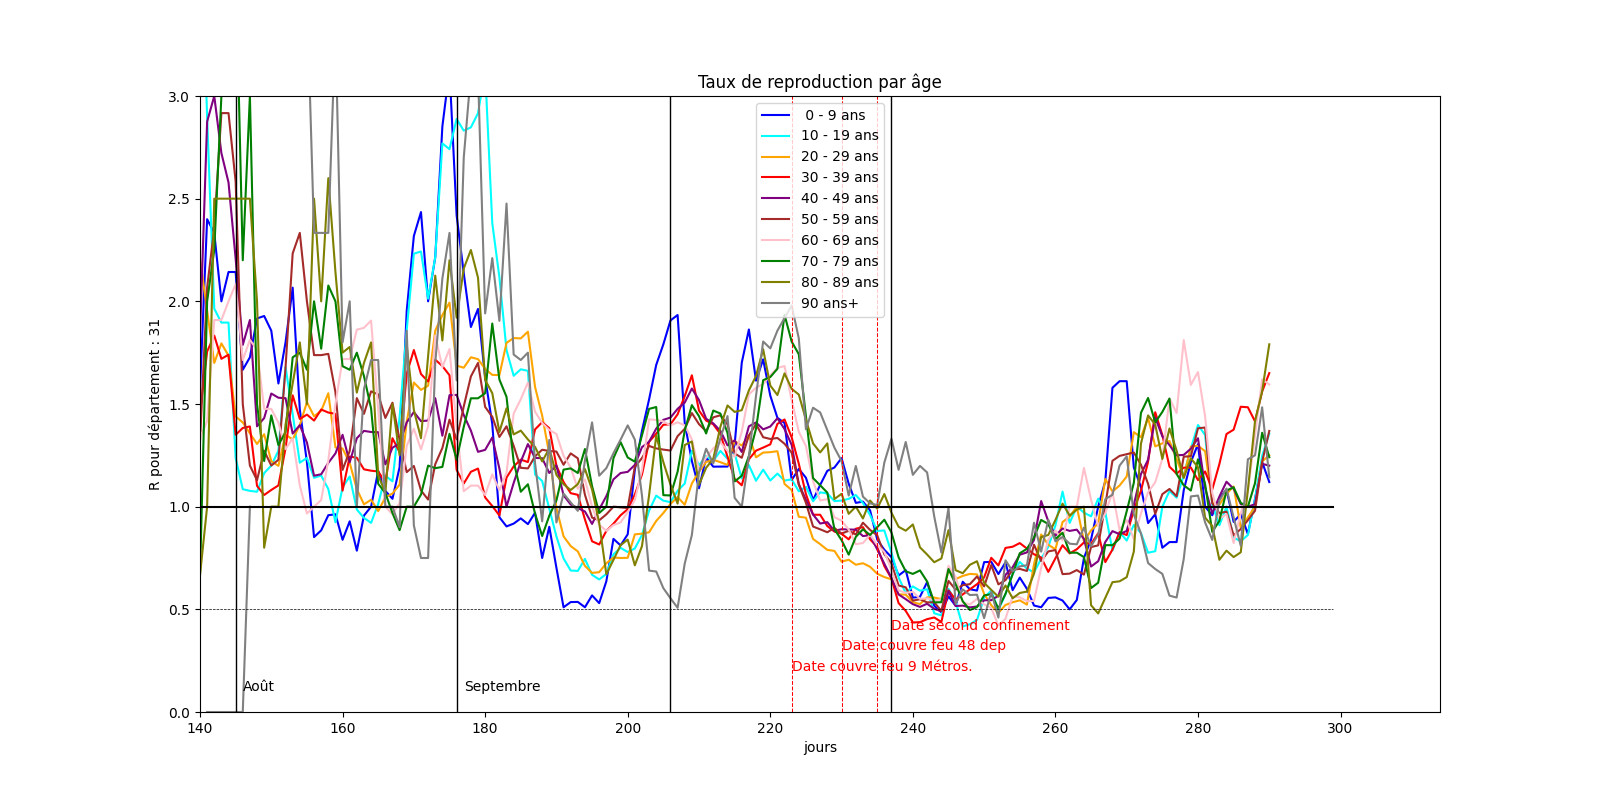 Taux de reproduction par âge
R pour département : 31
3.0
2.5
2.0
1.5
1.0
0.5
0.0
0 - 9 ans
10 - 19 ans
20 - 29 ans
30 - 39 ans
40 - 49 ans
50 - 59 ans
60 - 69 ans
70 - 79 ans
80 - 89 ans
90 ans+
Date second confinement
Date couvre feu 48 dep
Date couvre feu 9 Métros.
Août
Septembre
140 160 180 200 220 240 260 280 300
jours